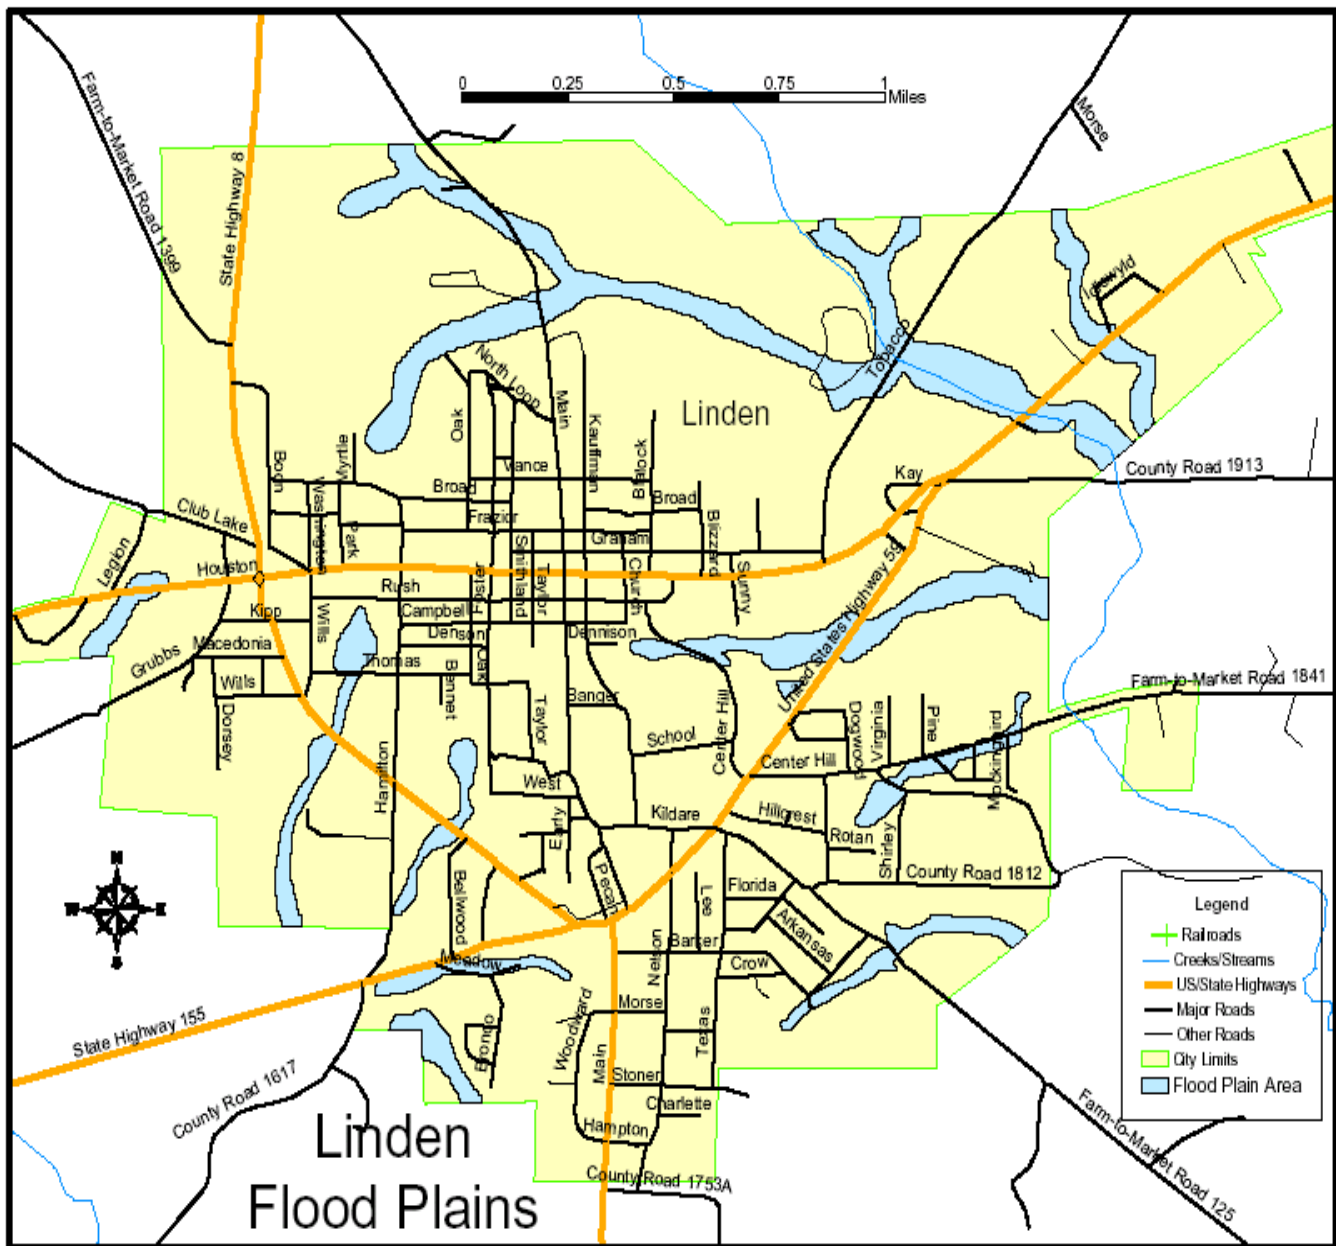 0 0.25 0.5 0.75 1
Miles
Morse
Farm-to-Market Road 1399
State Highway 8
Idlewyld
Tobacco
North Loop
Oak
Main
Kauffman
Linden
Blalock
Myrtle
Boon
Washington
Vance
Broad
Broad
Kay
County Road 1913
Club Lake
Park
Frazior
Graham
Blizzard
Smithland
Legion
Houston
Rush
Foster
Taylor
Church
Sunny
United States Highway 59
Kipp
Wills
Campbell
Denson
Dennison
Macedonia
Grubbs
Thomas
Oak
Barnet
Wills
Dorsey
Banger
Taylor
Center Hill
School
Farm-to-Market Road 1841
Dogwood
Virginia
Pine
Mockingbird
Center Hill
Hamilton
West
Kildare
Hillcrest
Early
Rotan
Shirley
County Road 1812
Pecan
Bellwood
Lee
Florida
Arkansas
Barker
Nelson
Crow
Meadow
Morse
Woodward
Texas
Bronco
Main
Stoner
Charlette
Hampton
State Highway 155
County Road 1617
County Road 1753A
Farm-to-Market Road 125
N
W E
S
Legend
Railroads
Creeks/Streams
US/State Highways
Major Roads
Other Roads
City Limits
Flood Plain Area
Linden
Flood Plains